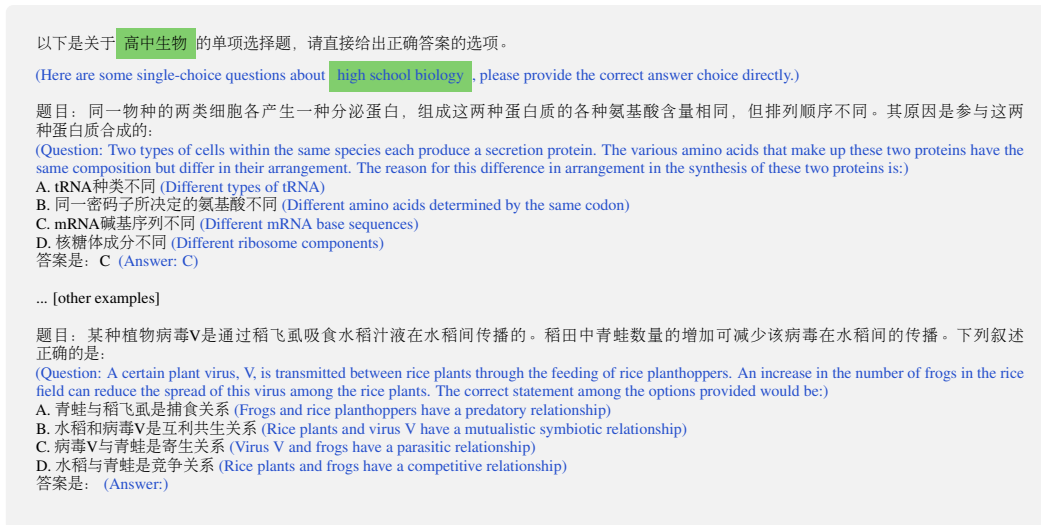 以下是关于 高中生物 的单项选择题，请直接给出正确答案的选项。
(Here are some single-choice questions about high school biology , please provide the correct answer choice directly.)
题目：同一物种的两类细胞各产生一种分泌蛋白，组成这两种蛋白质的各种氨基酸含量相同，但排列顺序不同。其原因是参与这两
种蛋白质合成的:
(Question: Two types of cells within the same species each produce a secretion protein. The various amino acids that make up these two proteins have the
same composition but differ in their arrangement. The reason for this difference in arrangement in the synthesis of these two proteins is:)
A. tRNA种类不同 (Different types of tRNA)
B. 同一密码子所决定的氨基酸不同 (Different amino acids determined by the same codon)
C. mRNA碱基序列不同 (Different mRNA base sequences)
D. 核糖体成分不同 (Different ribosome components)
答案是：C (Answer: C)
... [other examples]
题目：某种植物病毒V是通过稻飞虱吸食水稻汁液在水稻间传播的。稻田中青蛙数量的增加可减少该病毒在水稻间的传播。下列叙述
正确的是:
(Question: A certain plant virus, V, is transmitted between rice plants through the feeding of rice planthoppers. An increase in the number of frogs in the rice
field can reduce the spread of this virus among the rice plants. The correct statement among the options provided would be:)
A. 青蛙与稻飞虱是捕食关系 (Frogs and rice planthoppers have a predatory relationship)
B. 水稻和病毒V是互利共生关系 (Rice plants and virus V have a mutualistic symbiotic relationship)
C. 病毒V与青蛙是寄生关系 (Virus V and frogs have a parasitic relationship)
D. 水稻与青蛙是竞争关系 (Rice plants and frogs have a competitive relationship)
答案是： (Answer:)